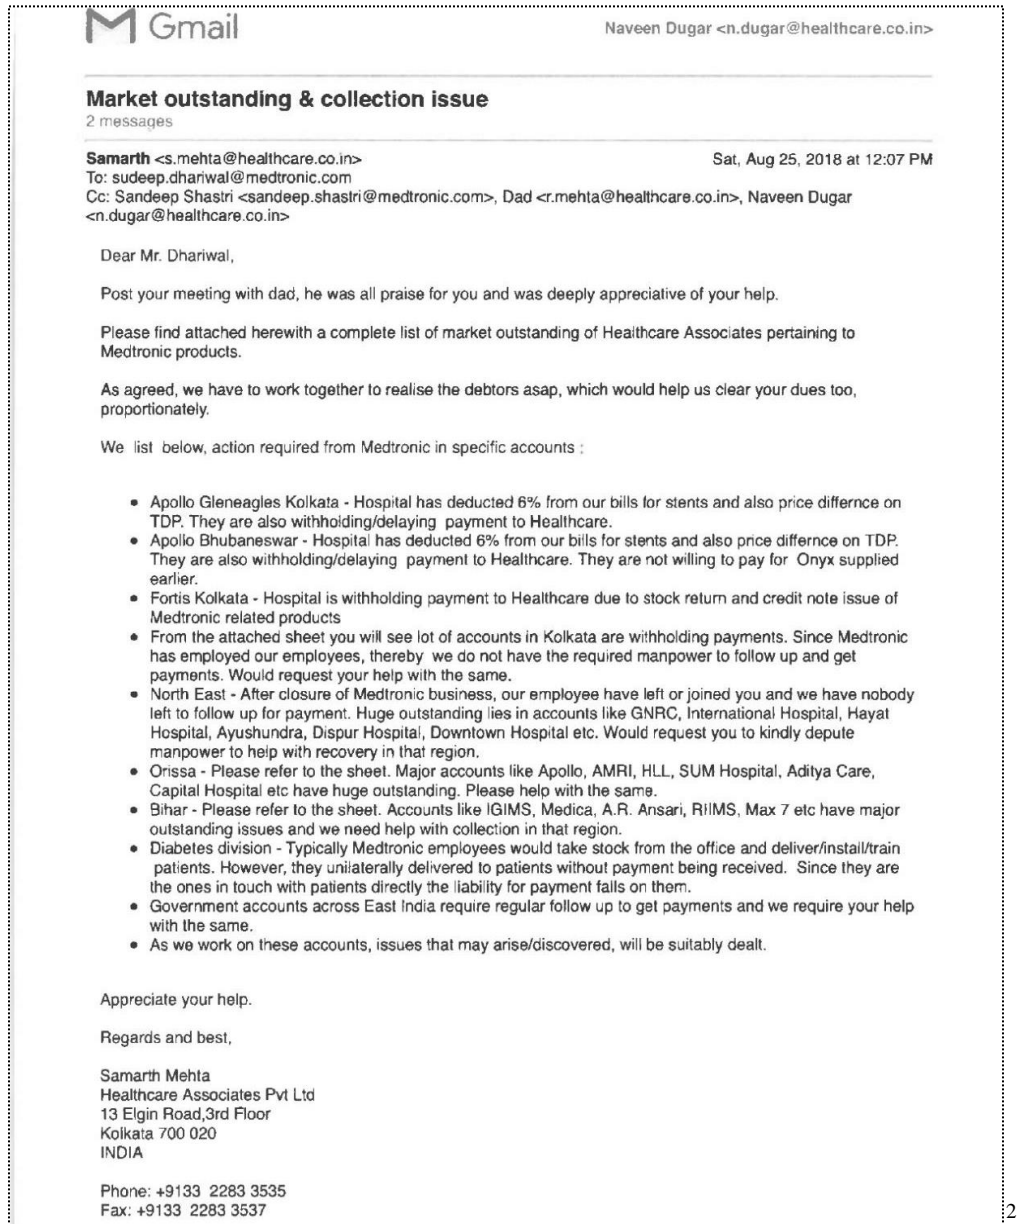 Gmail
Naveen Dugar <n.dugar@healthcare.co.in>
Market outstanding & collection issue
2 messages
Samarth <s.mehta@healthcare.co.in>
Sat, Aug 25, 2018 at 12:07 PM
To: sudeep.dhariwal@medtronic.com
Cc: Sandeep Shastri <sandeep.shastri@medtronic.com>, Dad <r.mehta@healthcare.co.in>, Naveen Dugar
<n.dugar@healthcare.co.in>
Dear Mr. Dhariwal,
Post your meeting with dad, he was all praise for you and was deeply appreciative of your help.
Please find attached herewith a complete list of market outstanding of Healthcare Associates pertaining to
Medtronic products.
As agreed, we have to work together to realise the debtors asap, which would help us clear your dues too,
proportionately.
We list below, action required from Medtronic in specific accounts :
• Apollo Gleneagles Kolkata - Hospital has deducted 6% from our bills for stents and also price differnce on
TDP. They are also withholding/delaying payment to Healthcare.
• Apollo Bhubaneswar - Hospital has deducted 6% from our bills for stents and also price differnce on TDP.
They are also withholding/delaying payment to Healthcare. They are not willing to pay for Onyx supplied
earlier.
• Fortis Kolkata - Hospital is withholding payment to Healthcare due to stock return and credit note issue of
Medtronic related products
• From the attached sheet you will see lot of accounts in Kolkata are withholding payments. Since Medtronic
has employed our employees, thereby we do not have the required manpower to follow up and get
payments. Would request your help with the same.
• North East - After closure of Medtronic business, our employee have left or joined you and we have nobody
left to follow up for payment. Huge outstanding lies in accounts like GNRC, International Hospital, Hayat
Hospital, Ayushundra, Dispur Hospital, Downtown Hospital etc. Would request you to kindly depute
manpower to help with recovery in that region.
• Orissa - Please refer to the sheet. Major accounts like Apollo, AMRI, HLL, SUM Hospital, Aditya Care,
Capital Hospital etc have huge outstanding. Please help with the same.
• Bihar - Please refer to the sheet. Accounts like IGIMS, Medica, A.R. Ansari, RIIMS, Max 7 etc have major
outstanding issues and we need help with collection in that region.
• Diabetes division - Typically Medtronic employees would take stock from the office and deliver/install/train
patients. However, they unilaterally delivered to patients without payment being received. Since they are
the ones in touch with patients directly the liability for payment falls on them.
• Government accounts across East India require regular follow up to get payments and we require your help
with the same.
• As we work on these accounts, issues that may arise/discovered, will be suitably dealt.
Appreciate your help.
Regards and best,
Samarth Mehta
Healthcare Associates Pvt Ltd
13 Elgin Road,3rd Floor
Kolkata 700 020
INDIA
Phone: +9133 2283 3535
Fax: +9133 2283 3537
2